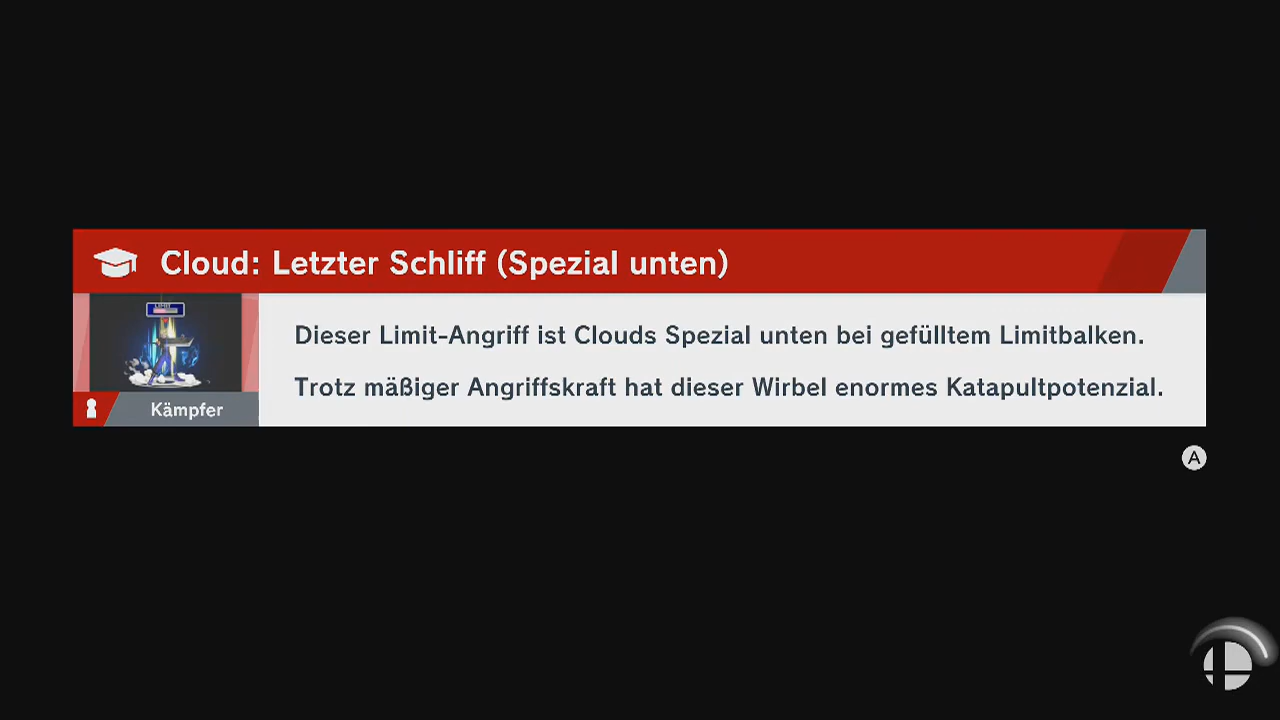 Cloud: Letzter Schliff (Spezial unten)
LIMIT
Dieser Limit-Angriff ist Clouds Spezial unten bei gefülltem Limitbalken.
Trotz mäßiger Angriffskraft hat dieser Wirbel enormes Katapultpotenzial.
Kämpfer
A